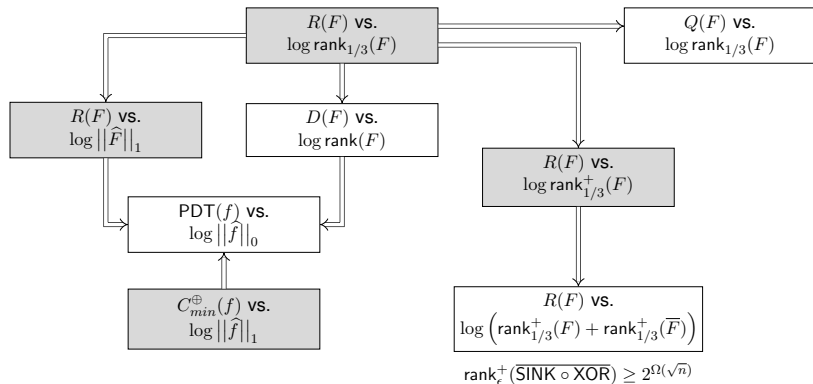 R(F) vs.
log rank_{1/3}(F)
Q(F) vs.
log rank_{1/3}(F)
R(F) vs.
log ||\widehat{F}||_1
D(F) vs.
log rank(F)
R(F) vs.
log rank^+_{1/3}(F)
PDT(f) vs.
log ||\widehat{f}||_0
C^⊕_{min}(f) vs.
log ||\widehat{f}||_1
R(F) vs.
log (rank^+_{1/3}(F) + rank^+_{1/3}(\overline{F}))
rank^+_ε(\overline{SINK ∘ XOR}) ≥ 2^{Ω(√n)}